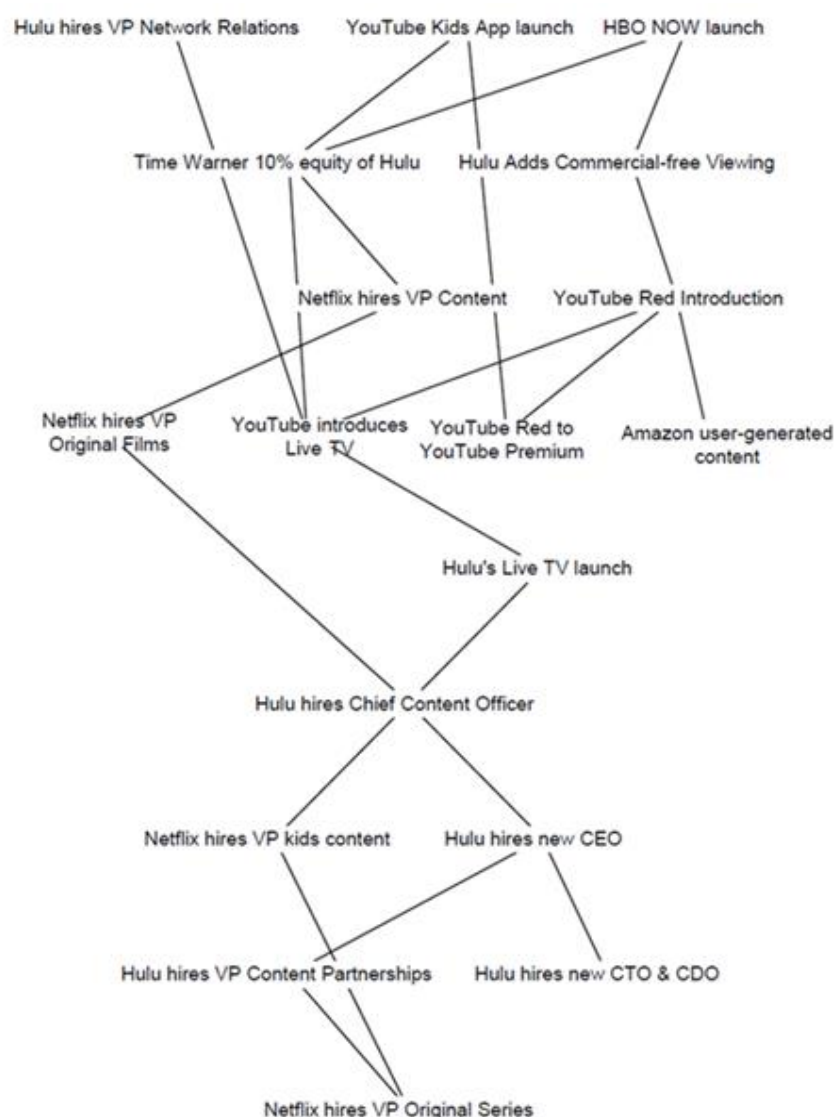 Hulu hires VP Network Relations
YouTube Kids App launch
HBO NOW launch
Time Warner 10% equity of Hulu
Hulu Adds Commercial-free Viewing
Netflix hires VP Content
YouTube Red Introduction
Netflix hires VP
Original Films
YouTube introduces
Live TV
YouTube Red to
YouTube Premium
Amazon user-generated
content
Hulu's Live TV launch
Hulu hires Chief Content Officer
Netflix hires VP kids content
Hulu hires new CEO
Hulu hires VP Content Partnerships
Hulu hires new CTO & CDO
Netflix hires VP Original Series